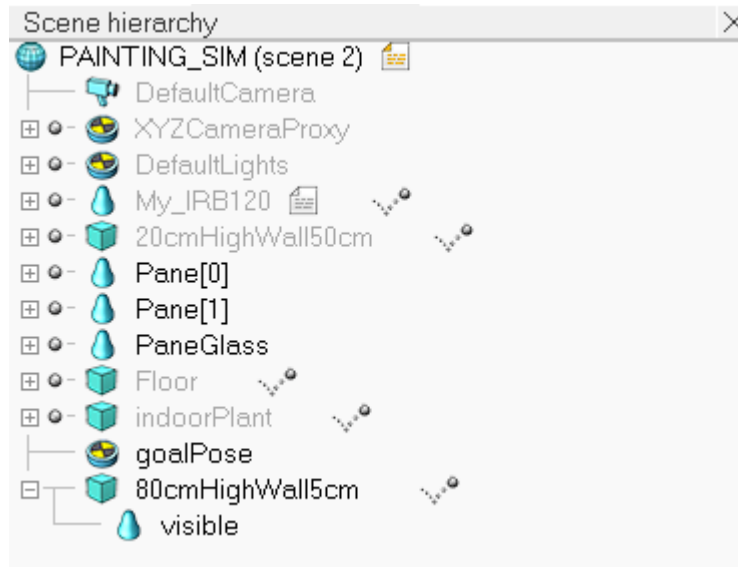 Scene hierarchy
PAINTING_SIM (scene 2)
DefaultCamera
XYZCameraProxy
DefaultLights
My_IRB120
20cmHighWall50cm
Pane[0]
Pane[1]
PaneGlass
Floor
indoorPlant
goalPose
80cmHighWall5cm
visible